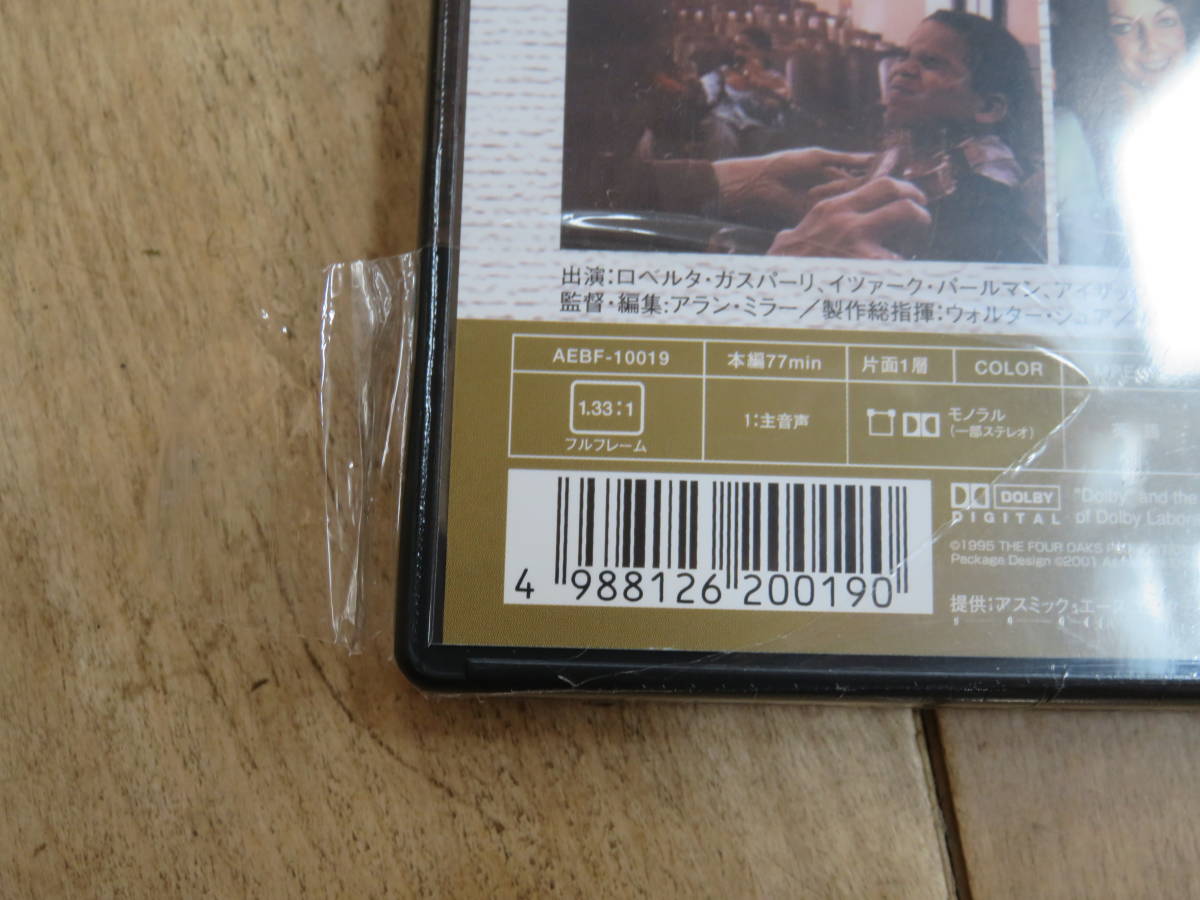 出演:ロベルタ・ガスパーリ、イツァーク・パールマン、アイザッ
監督・編集:アラン・ミラー/製作総指揮:ウォルター・シュア/
AEBF-10019 本編77min 片面1層 COLOR
1.33:1
フルフレーム
1:主音声
モノラル
(一部ステレオ)
4 988126 200190
DOLBY
DIGITAL
"Dolby" and the
of Dolby Labor
©1995 THE FOUR OAKS
Package Design ©2001
提供:アスミック・エース